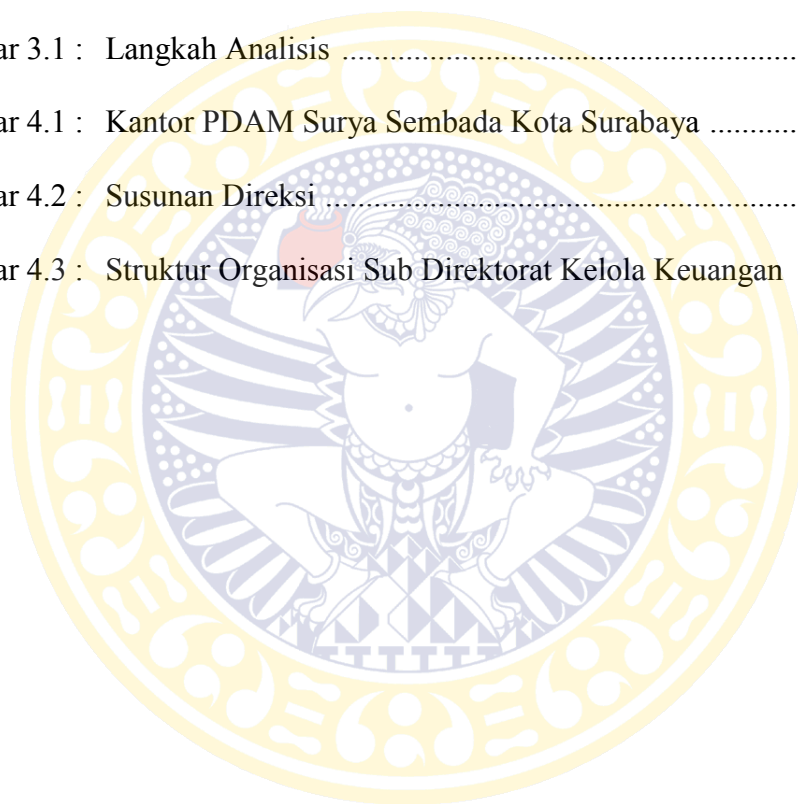 ar 3.1 : Langkah Analisis ..........................................................
ar 4.1 : Kantor PDAM Surya Sembada Kota Surabaya ...........
ar 4.2 : Susunan Direksi ............................................................
ar 4.3 : Struktur Organisasi Sub Direktorat Kelola Keuangan